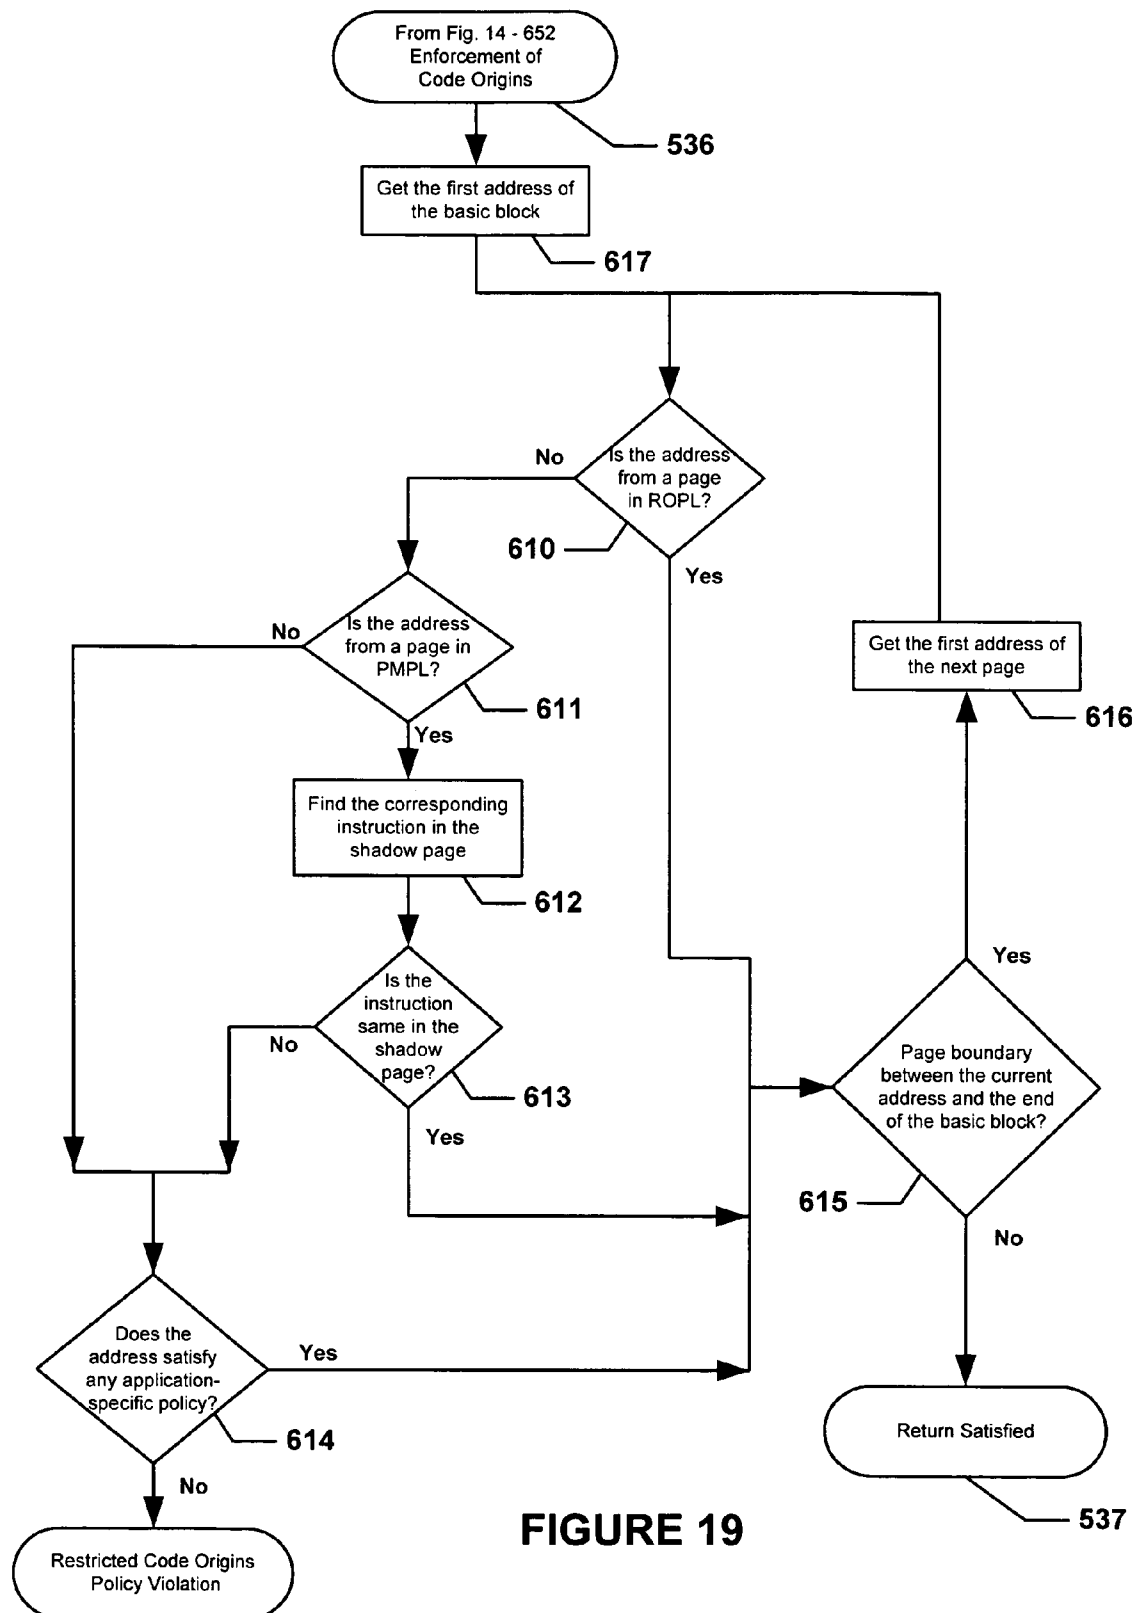 From Fig. 14 - 652
Enforcement of
Code Origins
536
Get the first address of
the basic block
617
Is the address
from a page
in ROPL?
No
610
Yes
Is the address
from a page in
PMPL?
No
611
Yes
Get the first address of
the next page
616
Find the corresponding
instruction in the
shadow page
612
Is the
instruction
same in the
shadow
page?
No
613
Yes
Yes
Page boundary
between the current
address and the end
of the basic block?
615
No
Does the
address satisfy
any application-
specific policy?
Yes
614
No
Return Satisfied
537
Restricted Code Origins
Policy Violation
FIGURE 19